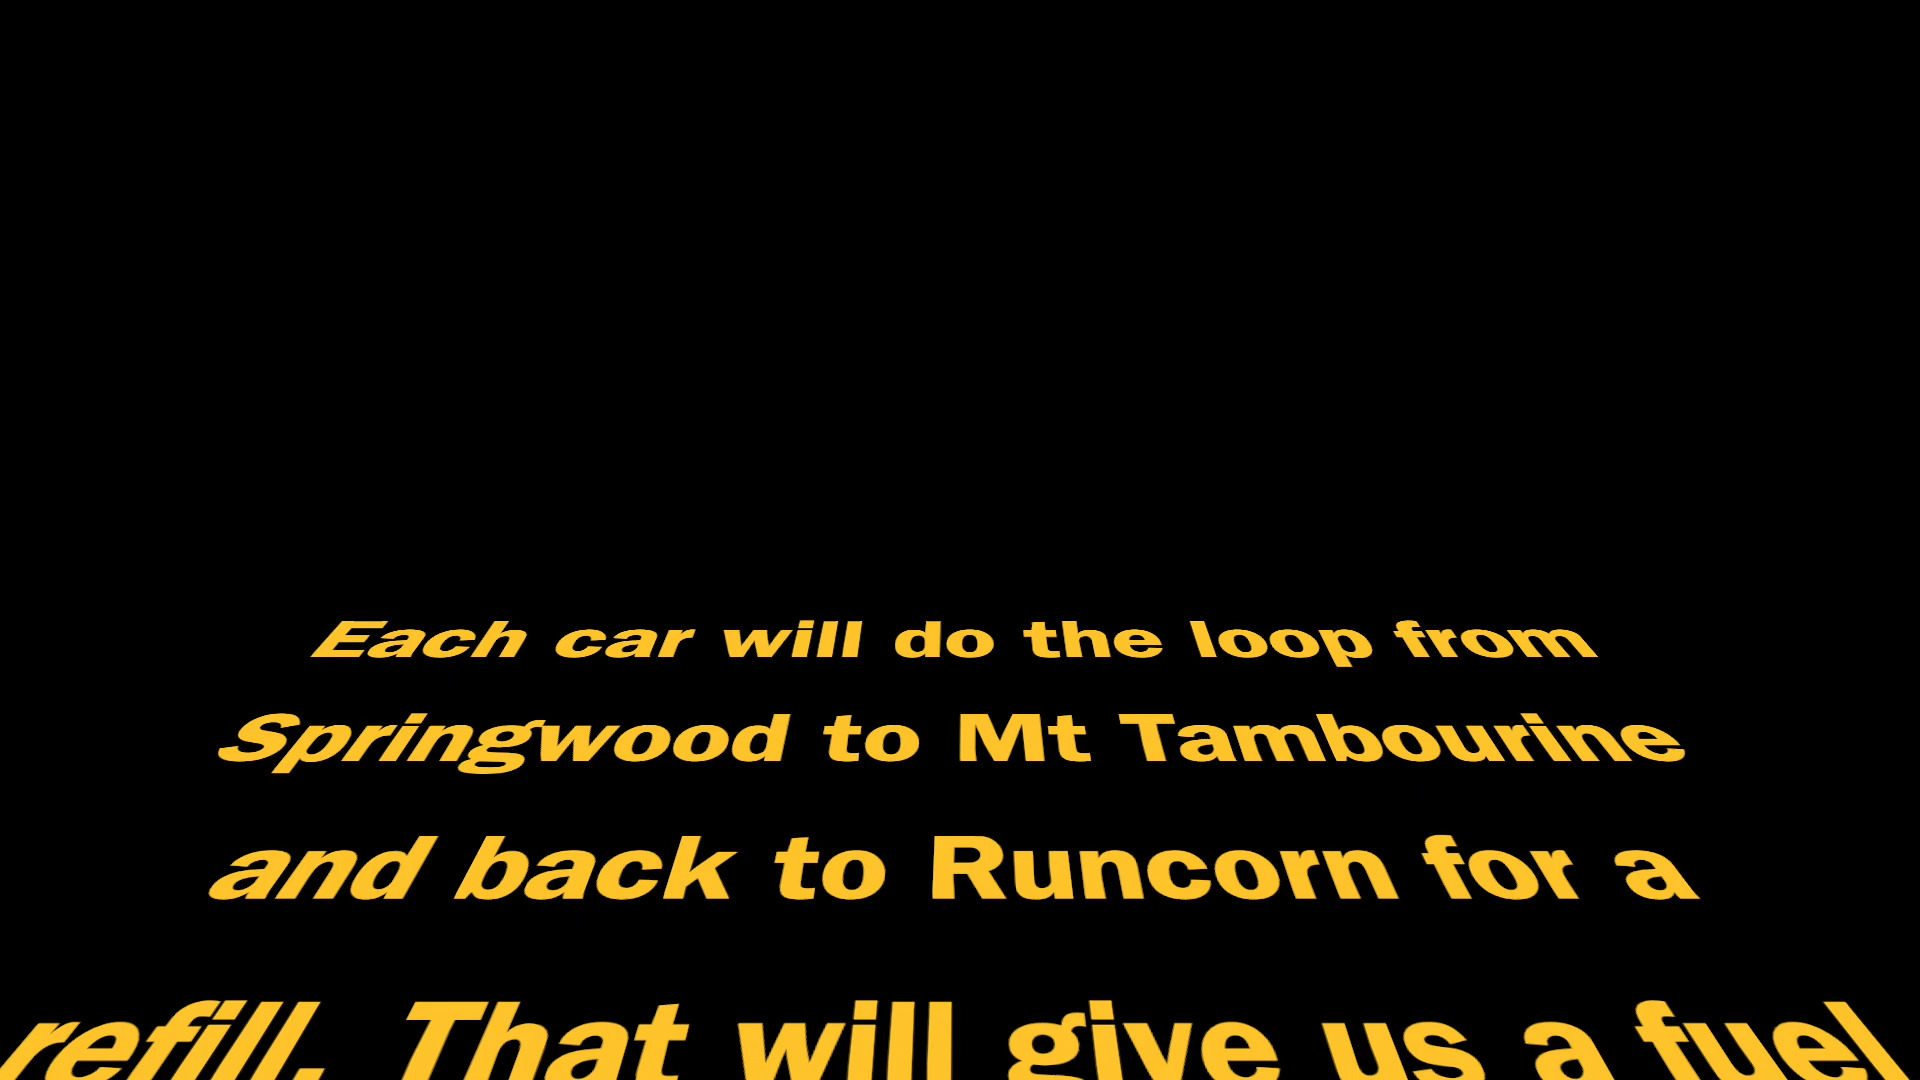 Each car will do the loop from
Springwood to Mt Tambourine
and back to Runcorn for a
refill. That will give us a fuel